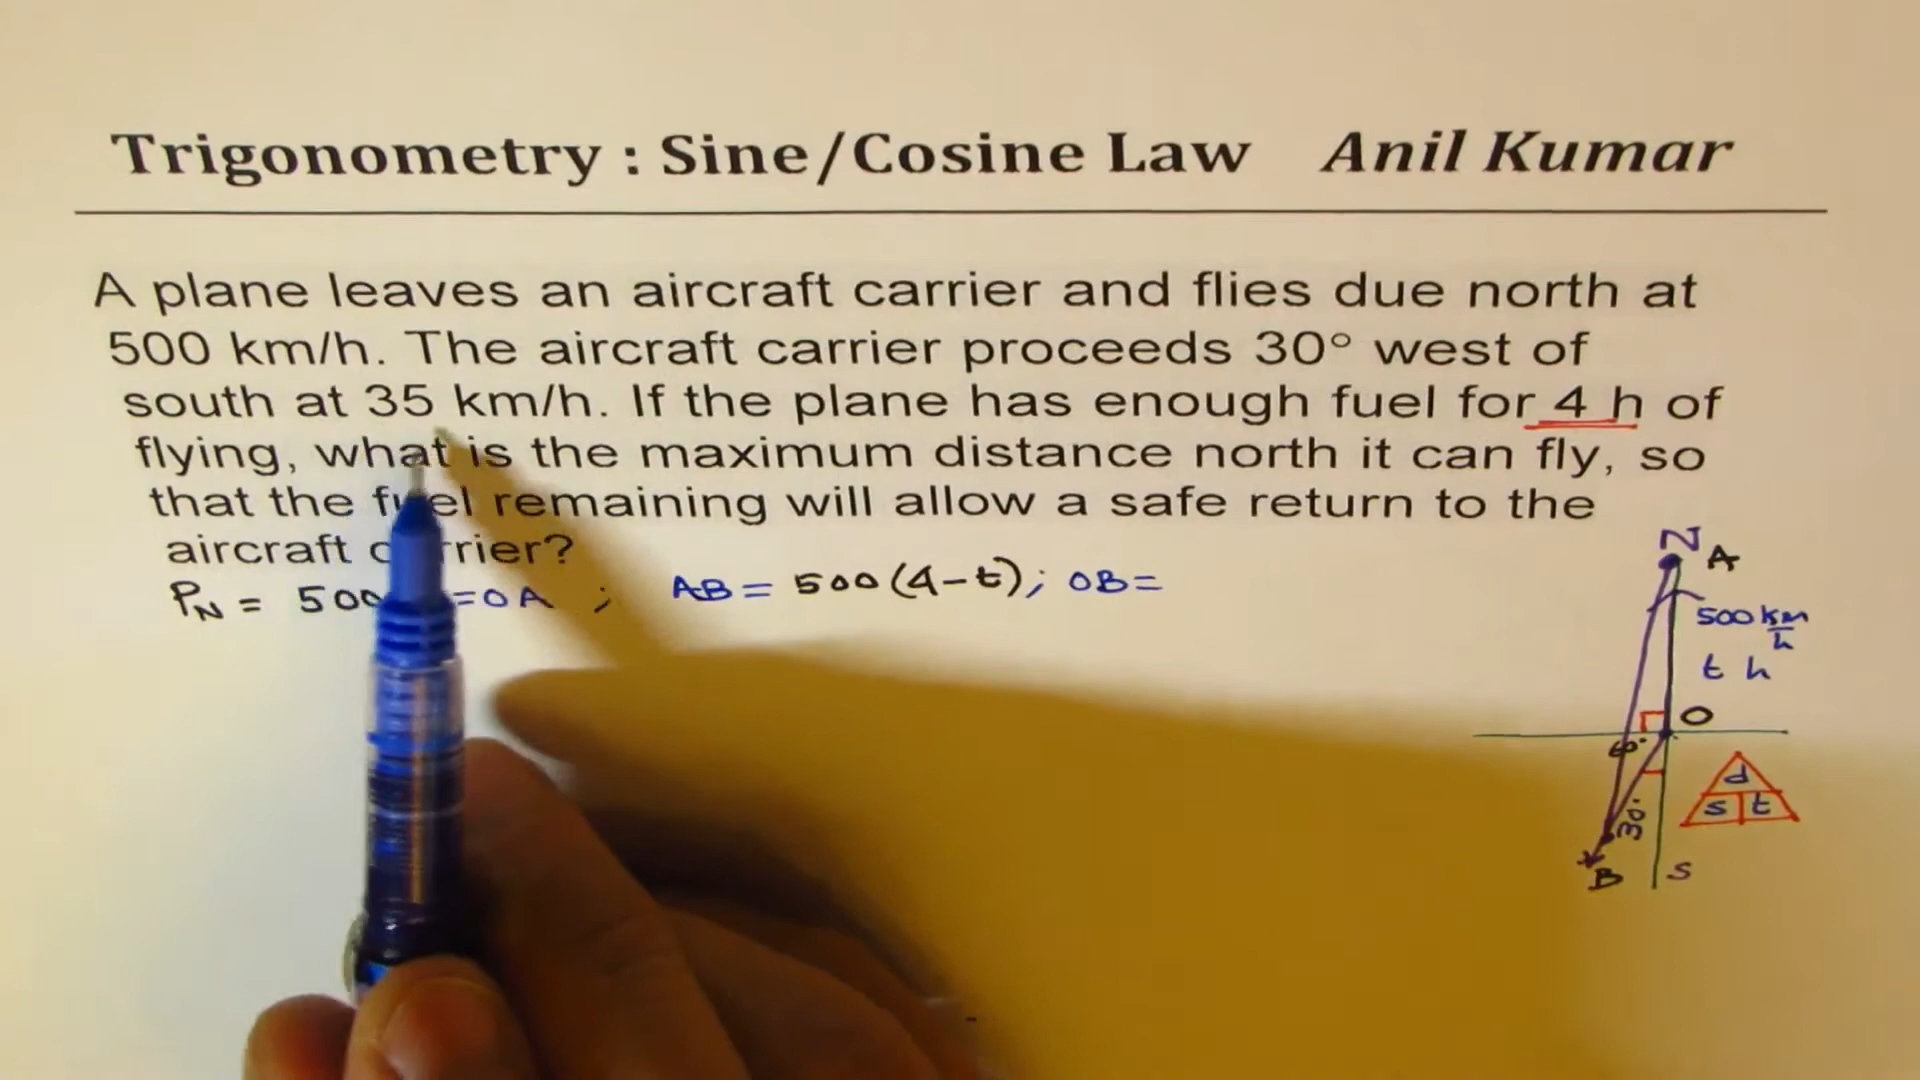 Trigonometry : Sine/Cosine Law Anil Kumar
A plane leaves an aircraft carrier and flies due north at
500 km/h. The aircraft carrier proceeds 30° west of
south at 35 km/h. If the plane has enough fuel for 4 h of
flying, what is the maximum distance north it can fly, so
that the fuel remaining will allow a safe return to the
aircraft c rrier?
P_N = 500 = OA ; AB = 500(4-t); OB =
N A
500 km/h
t h
O
60°
d
s t
30°
B S